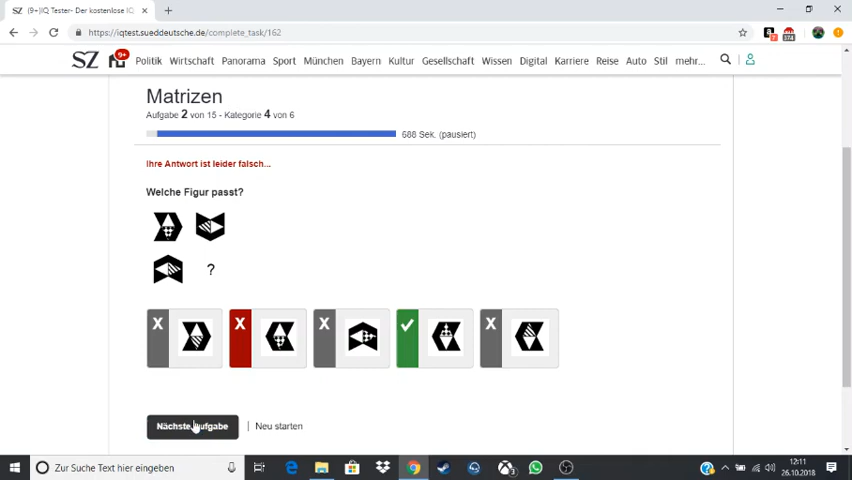 (9+)IQ Tester- Der kostenlose IQ
https://iqtest.sueddeutsche.de/complete_task/162
7
374
SZ 9+ Politik Wirtschaft Panorama Sport München Bayern Kultur Gesellschaft Wissen Digital Karriere Reise Auto Stil mehr...
Matrizen
Aufgabe 2 von 15 - Kategorie 4 von 6
688 Sek. (pausiert)
Ihre Antwort ist leider falsch...
Welche Figur passt?
?
X X X X
Nächste Aufgabe | Neu starten
Zur Suche Text hier eingeben
12:11
26.10.2018